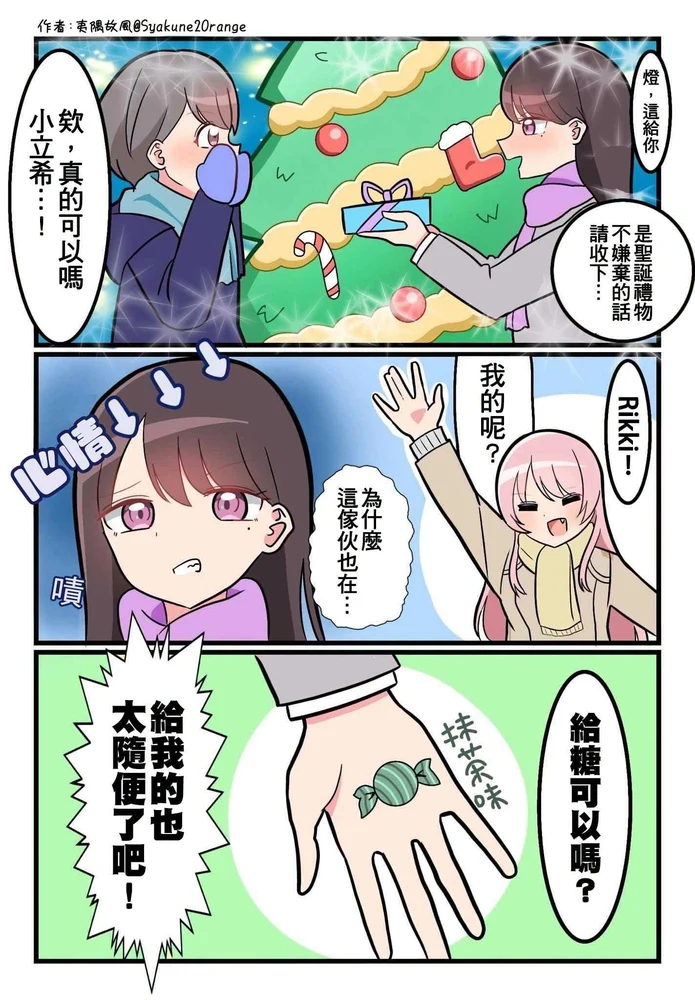 作者：夷隅故風@Syakune20range
燈，這給你
是聖誕禮物
不嫌棄的話
請收下…
欸，真的可以嗎
小立希…！
Rikki！
我的呢？
為什麼
這傢伙也在…
心情↓↓↓
嘖
給糖可以嗎？
抹茶味
給我的也
太隨便了吧！